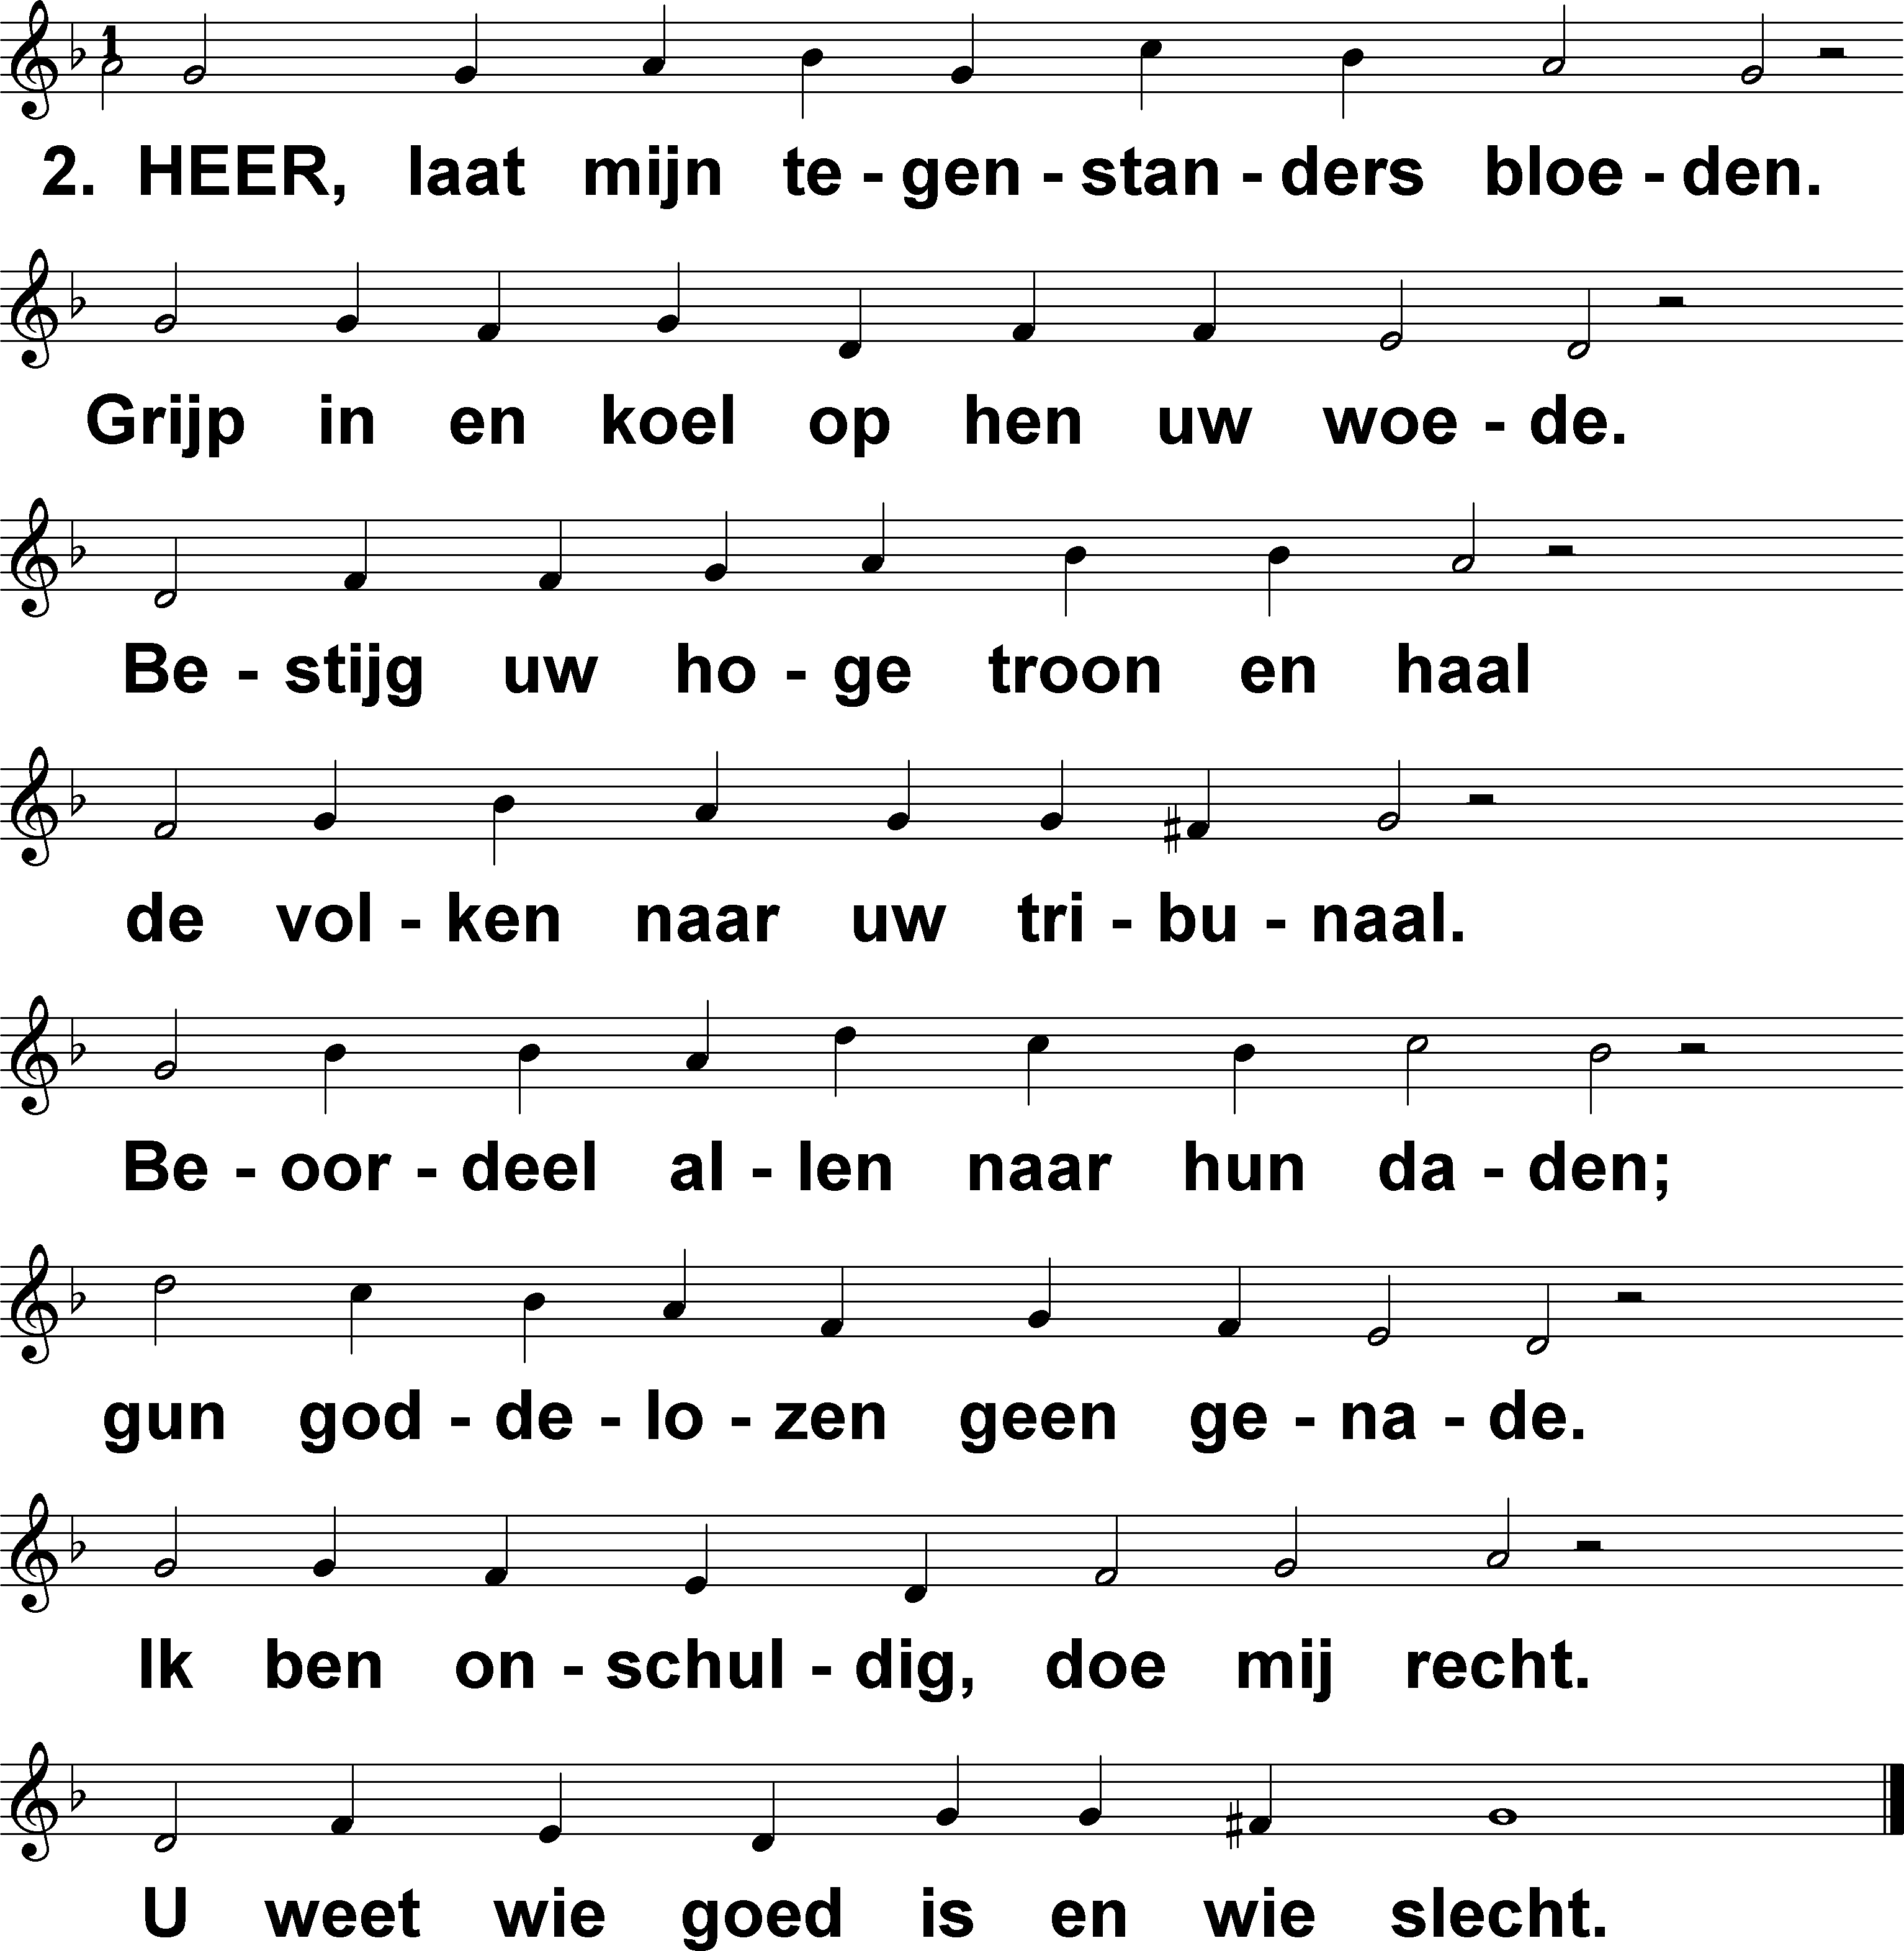 2. HEER, laat mijn te - gen - stan - ders bloe - den.
Grijp in en koel op hen uw woe - de.
Be - stijg uw ho - ge troon en haal
de vol - ken naar uw tri - bu - naal.
Be - oor - deel al - len naar hun da - den;
gun god - de - lo - zen geen ge - na - de.
Ik ben on - schul - dig, doe mij recht.
U weet wie goed is en wie slecht.